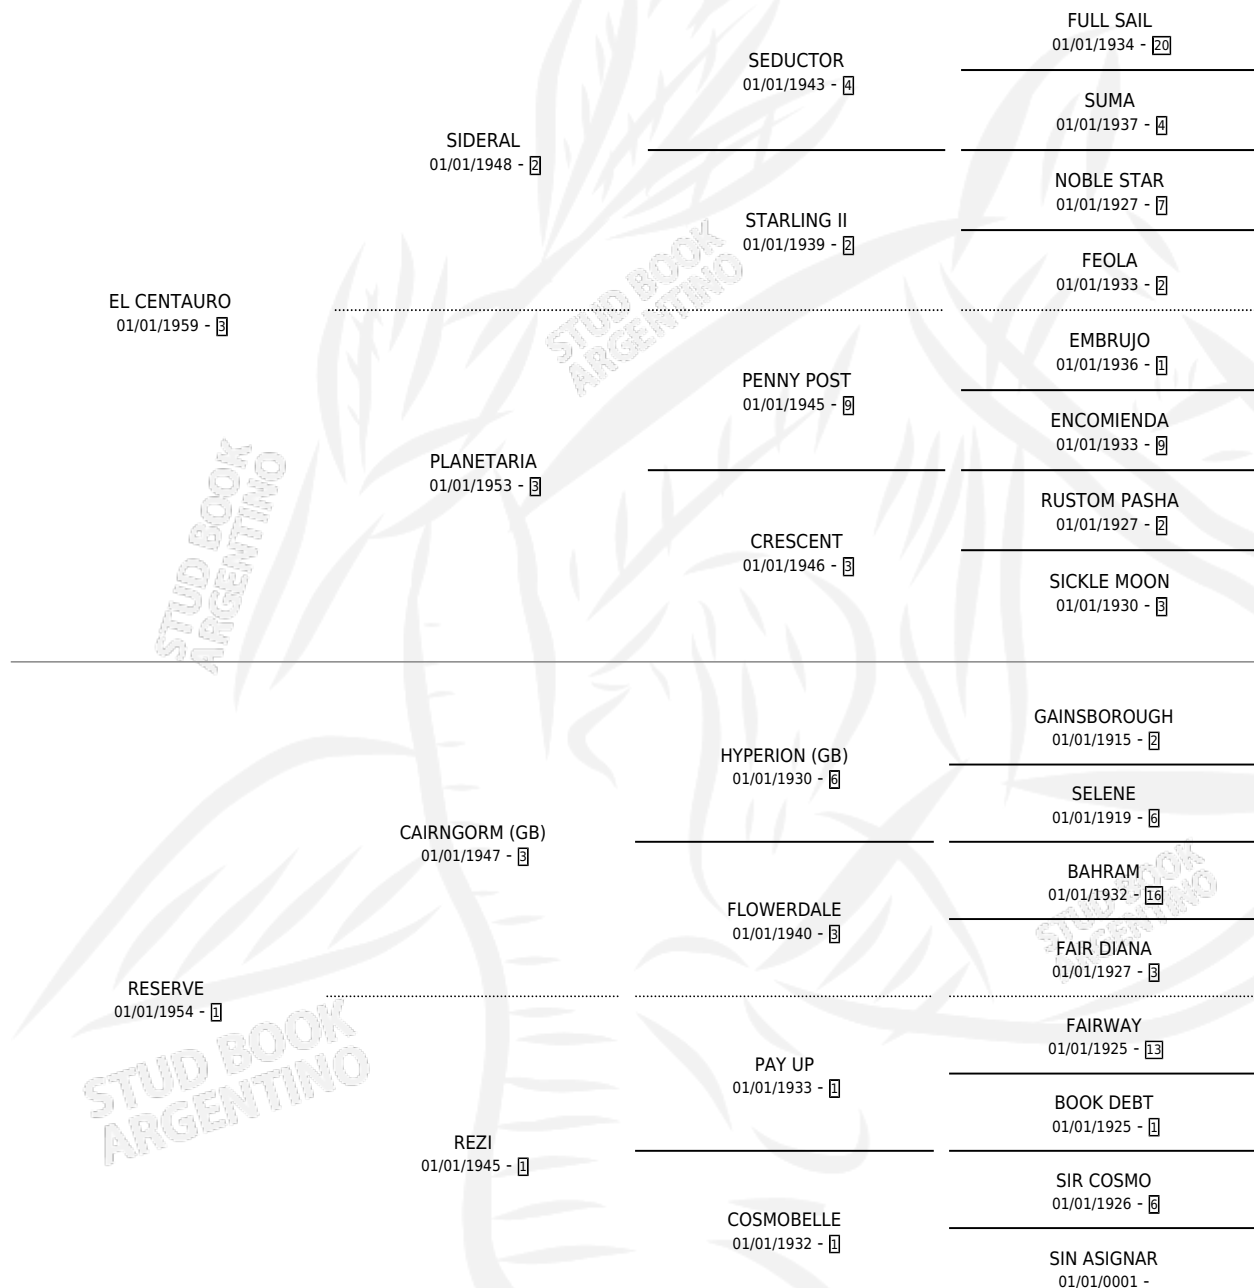 FULL SAIL
01/01/1934 - 20
SEDUCTOR
01/01/1943 - 4
SUMA
01/01/1937 - 4
SIDERAL
01/01/1948 - 2
NOBLE STAR
01/01/1927 - 7
STARLING II
01/01/1939 - 2
FEOLA
01/01/1933 - 2
EL CENTAURO
01/01/1959 - 3
EMBRUJO
01/01/1936 - 1
PENNY POST
01/01/1945 - 9
ENCOMIENDA
01/01/1933 - 9
PLANETARIA
01/01/1953 - 3
RUSTOM PASHA
01/01/1927 - 2
CRESCENT
01/01/1946 - 3
SICKLE MOON
01/01/1930 - 3
GAINSBOROUGH
01/01/1915 - 2
HYPERION (GB)
01/01/1930 - 6
SELENE
01/01/1919 - 6
CAIRNGORM (GB)
01/01/1947 - 3
BAHRAM
01/01/1932 - 16
FLOWERDALE
01/01/1940 - 3
FAIR DIANA
01/01/1927 - 3
RESERVE
01/01/1954 - 1
FAIRWAY
01/01/1925 - 13
PAY UP
01/01/1933 - 1
BOOK DEBT
01/01/1925 - 1
REZI
01/01/1945 - 1
SIR COSMO
01/01/1926 - 6
COSMOBELLE
01/01/1932 - 1
SIN ASIGNAR
01/01/0001 -
STUD BOOK
ARGENTINO
STUD BOOK
ARGENTINO
STUD BOOK
ARGENTINO
STUD BOOK
ARGENTINO